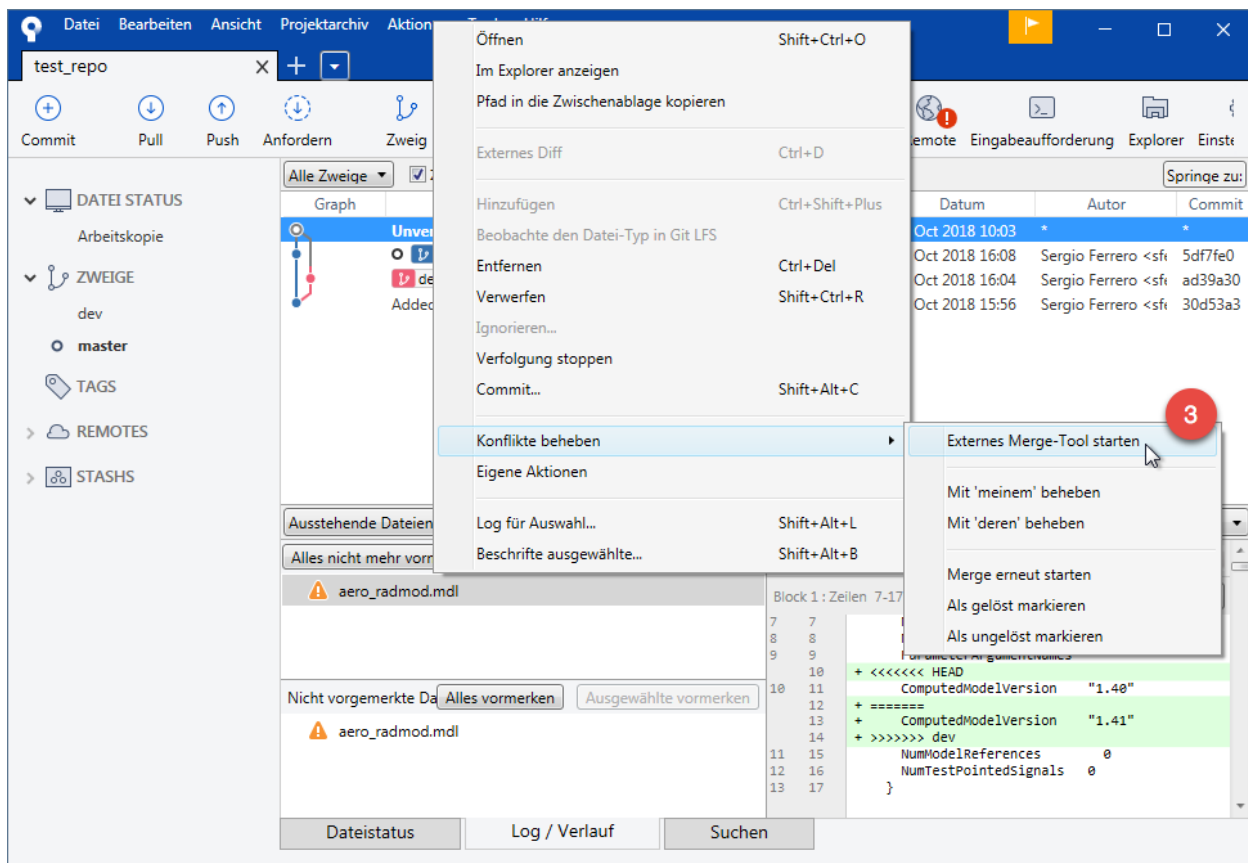 Datei Bearbeiten Ansicht Projektarchiv Aktion
test_repo
Commit Pull Push Anfordern Zweig Eingabeaufforderung Explorer
Öffnen Shift+Ctrl+O
Im Explorer anzeigen
Pfad in die Zwischenablage kopieren
Externes Diff Ctrl+D
Hinzufügen Ctrl+Shift+Plus
Beobachte den Datei-Typ in Git LFS
Entfernen Ctrl+Del
Verwerfen Shift+Ctrl+R
Ignorieren...
Verfolgung stoppen
Commit... Shift+Alt+C
Konflikte beheben
Eigene Aktionen
Log für Auswahl... Shift+Alt+L
Beschrifte ausgewählte... Shift+Alt+B
3
Externes Merge-Tool starten
Mit 'meinem' beheben
Mit 'deren' beheben
Merge erneut starten
Als gelöst markieren
Als ungelöst markieren
DATEI STATUS
Arbeitskopie
ZWEIGE
dev
master
TAGS
REMOTES
STASHS
Alle Zweige Springe zu:
Graph Datum Autor Commit
Unver Oct 2018 10:03 * *
Oct 2018 16:08 Sergio Ferrero <sfe 5df7fe0
de Oct 2018 16:04 Sergio Ferrero <sfe ad39a30
Added Oct 2018 15:56 Sergio Ferrero <sfe 30d53a3
Ausstehende Dateien
Alles nicht mehr vorm
aero_radmod.mdl
Nicht vorgemerkte Da Alles vormerken Ausgewählte vormerken
aero_radmod.mdl
Block 1 : Zeilen 7-17
7 7
8 8
9 9 ParameterArgumentNames
10 + <<<<<<< HEAD
10 11 ComputedModelVersion "1.40"
12 + =======
13 + ComputedModelVersion "1.41"
14 + >>>>>>> dev
11 15 NumModelReferences 0
12 16 NumTestPointedSignals 0
13 17 }
Dateistatus Log / Verlauf Suchen